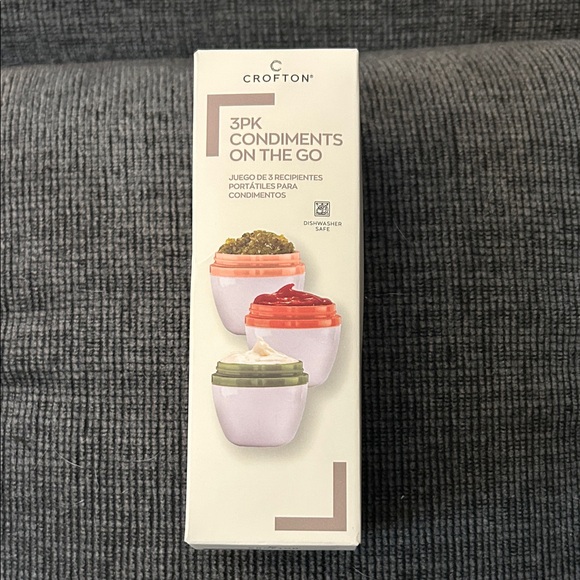 C
CROFTON®
3PK
CONDIMENTS
ON THE GO
JUEGO DE 3 RECIPIENTES
PORTÁTILES PARA
CONDIMENTOS
DISHWASHER
SAFE